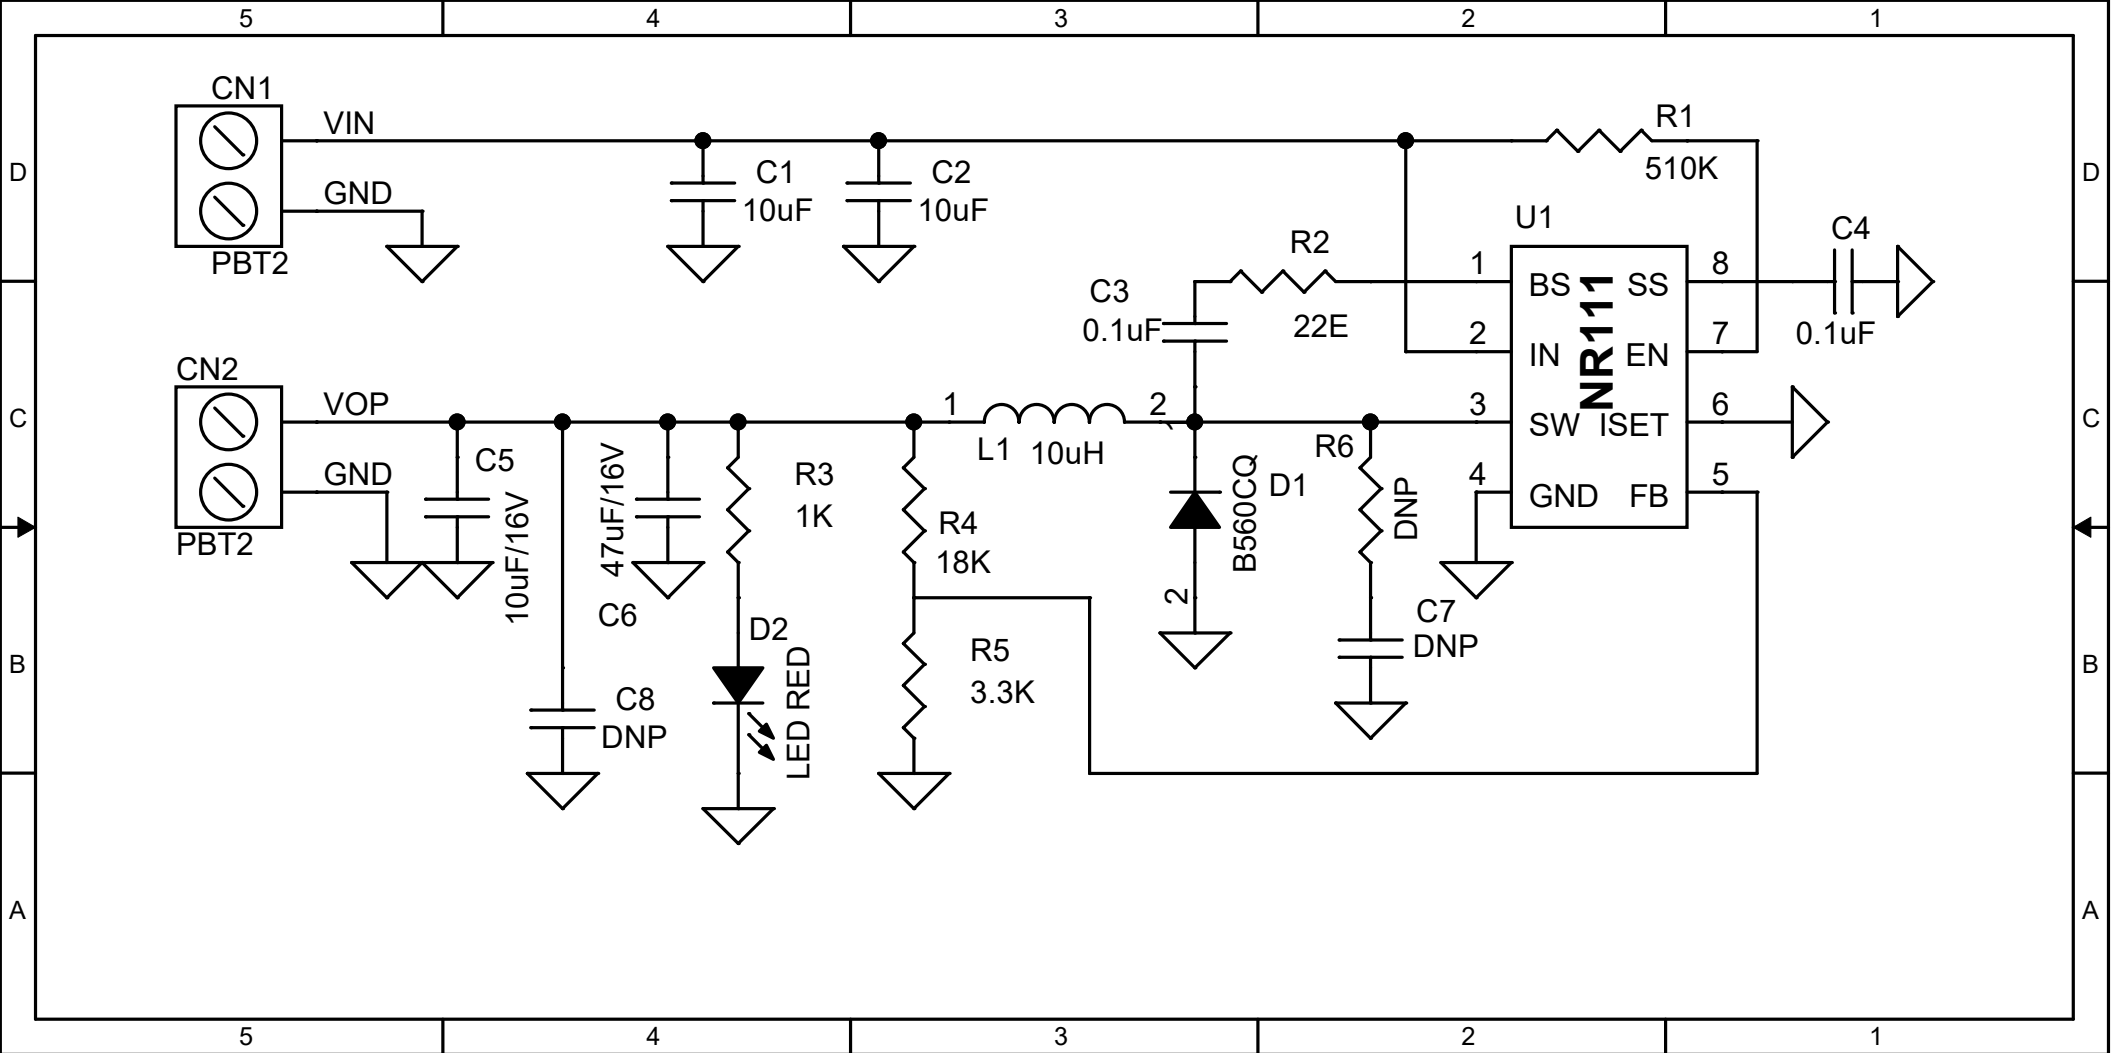 5 4 3 2 1
D
D
CN1
VIN
GND
PBT2
C1
10uF
C2
10uF
R1
510K
U1
R2
22E
C3
0.1uF
C4
0.1uF
1 BS SS 8
2 IN EN 7
3 SW ISET 6
4 GND FB 5
NR111
C
C
CN2
VOP
GND
PBT2
C5
10uF/16V
47uF/16V
C6
R3
1K
R4
18K
1
2
L1 10uH
B560CQ
D1
2
R6
DNP
C7
DNP
B
B
C8
DNP
D2
LED RED
R5
3.3K
A
A
5 4 3 2 1